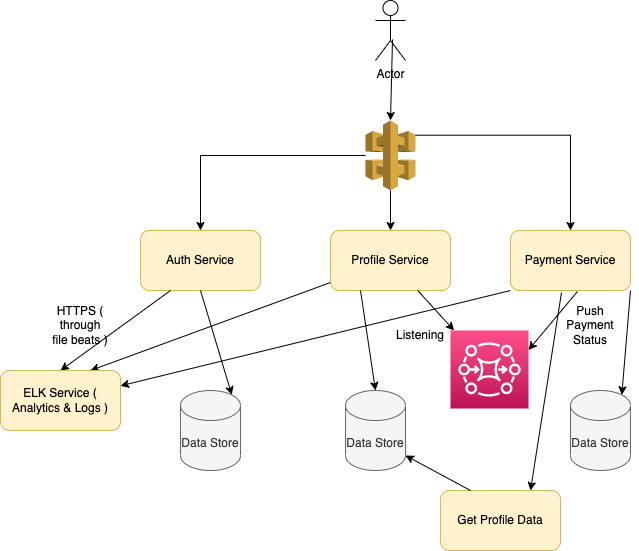 Actor
Auth Service
Profile Service
Payment Service
HTTPS (
through
file beats )
Listening
Push
Payment
Status
ELK Service (
Analytics & Logs )
Data Store
Data Store
Data Store
Get Profile Data